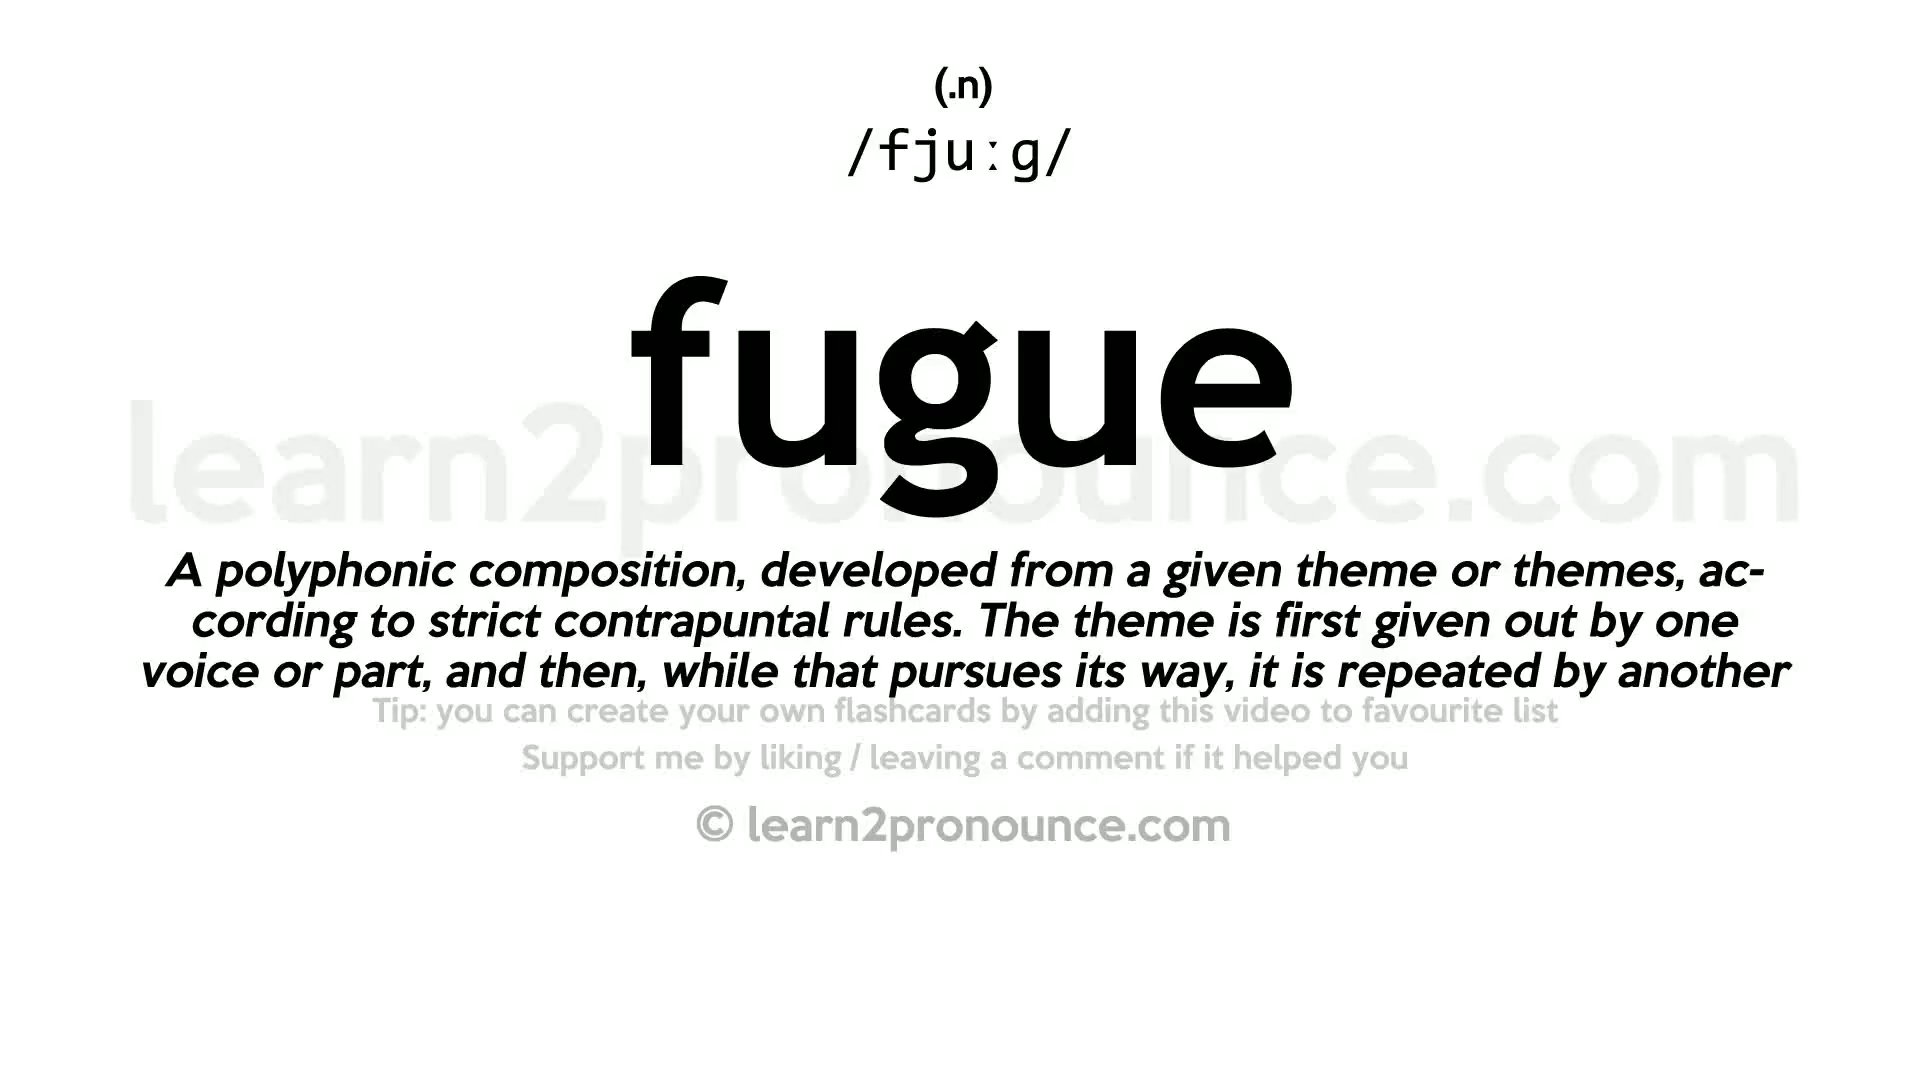 (.n)
/fjuːg/
fugue
learn2pronounce.com
A polyphonic composition, developed from a given theme or themes, ac-
cording to strict contrapuntal rules. The theme is first given out by one
voice or part, and then, while that pursues its way, it is repeated by another
Tip: you can create your own flashcards by adding this video to favourite list
Support me by liking / leaving a comment if it helped you
© learn2pronounce.com